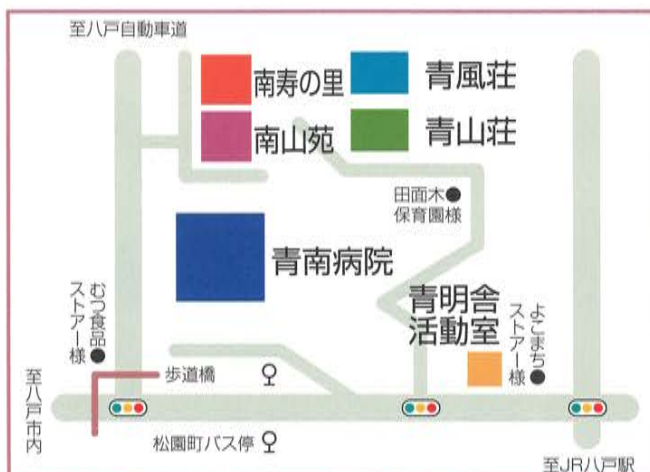 至八戸自動車道
南寿の里
青風荘
南山苑
青山荘
田面木
保育園様
青南病院
青明舎
活動室
むつ食品
ストアー様
よこまち
ストアー様
歩道橋
至八戸市内
松園町バス停
至JR八戸駅